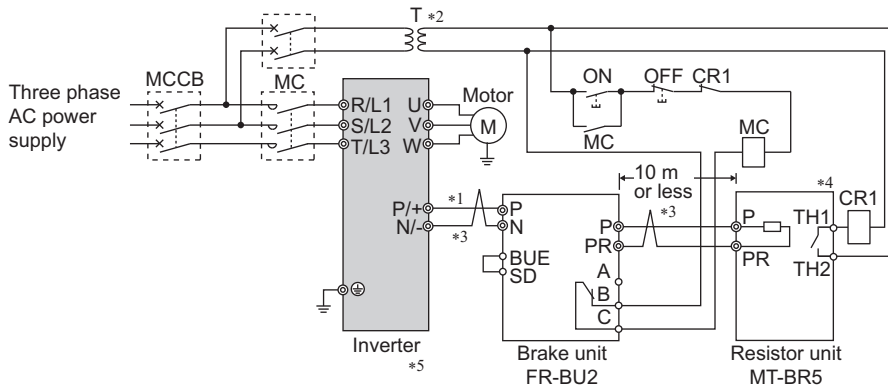 T *2
MCCB
MC
ON
OFF
CR1
Three phase
AC power
supply
R/L1
S/L2
T/L3
U
V
W
Motor
M
MC
MC
10 m
or less
*4
CR1
P/+
N/-
*1
*3
P
N
BUE
SD
P
PR
A
B
C
*3
P
PR
TH1
TH2
Inverter
*5
Brake unit
FR-BU2
Resistor unit
MT-BR5